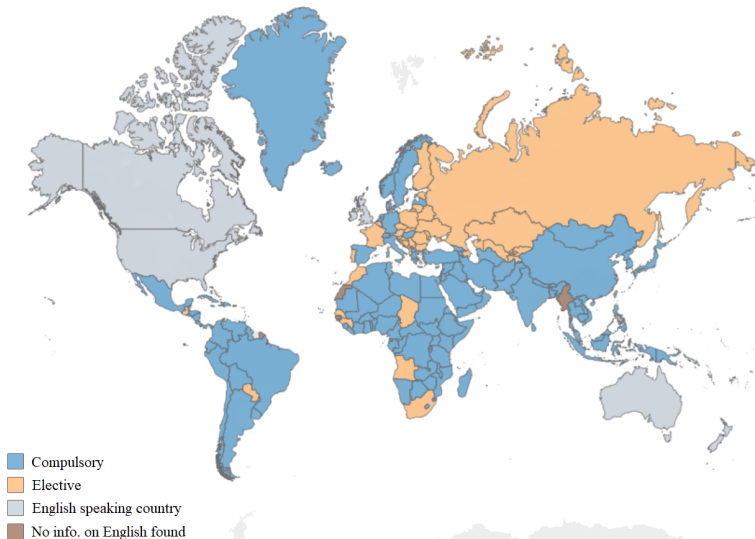 Compulsory
Elective
English speaking country
No info. on English found